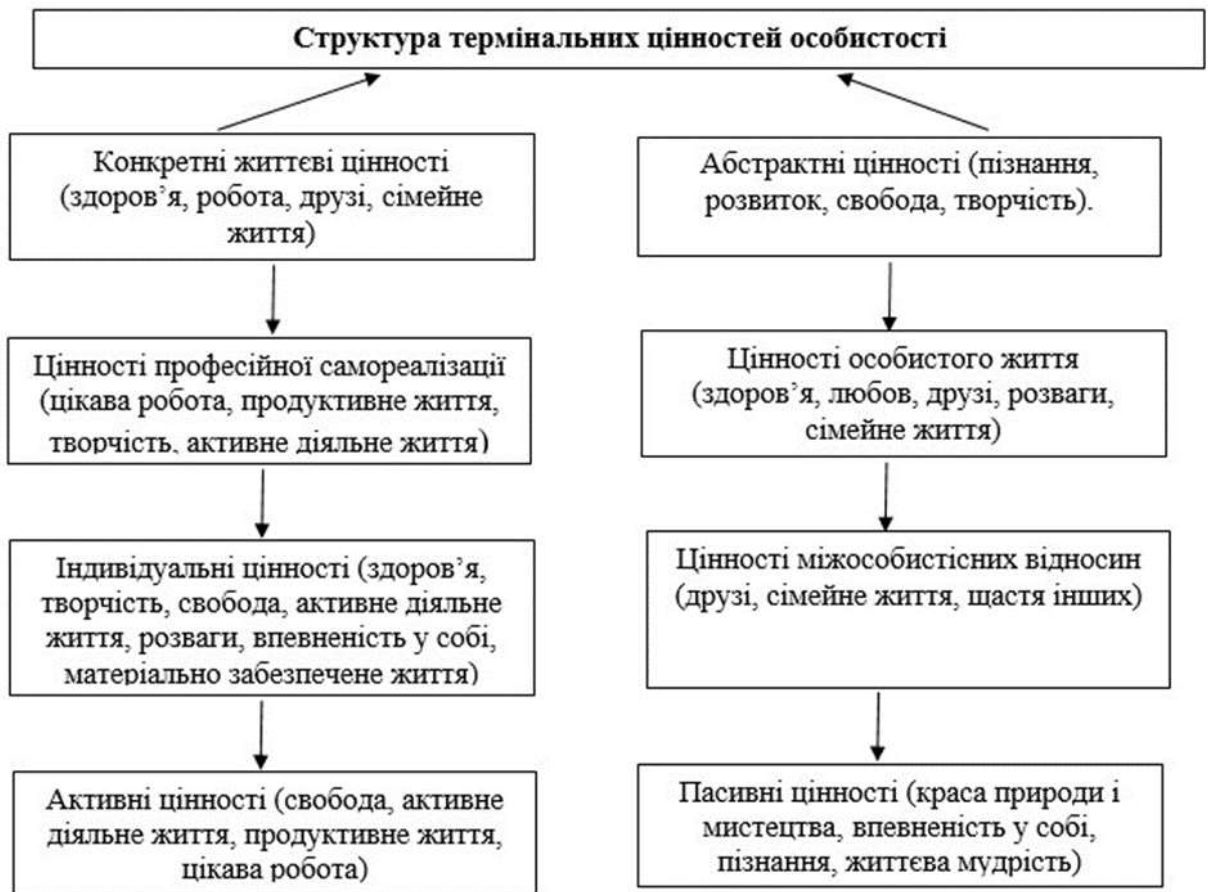 Структура термінальних цінностей особистості
Конкретні життєві цінності
(здоров’я, робота, друзі, сімейне
життя)
Абстрактні цінності (пізнання,
розвиток, свобода, творчість).
Цінності професійної самореалізації
(цікава робота, продуктивне життя,
творчість, активне діяльне життя)
Цінності особистого життя
(здоров’я, любов, друзі, розваги,
сімейне життя)
Індивідуальні цінності (здоров’я,
творчість, свобода, активне діяльне
життя, розваги, впевненість у собі,
матеріально забезпечене життя)
Цінності міжособистісних відносин
(друзі, сімейне життя, щастя інших)
Активні цінності (свобода, активне
діяльне життя, продуктивне життя,
цікава робота)
Пасивні цінності (краса природи і
мистецтва, впевненість у собі,
пізнання, життєва мудрість)